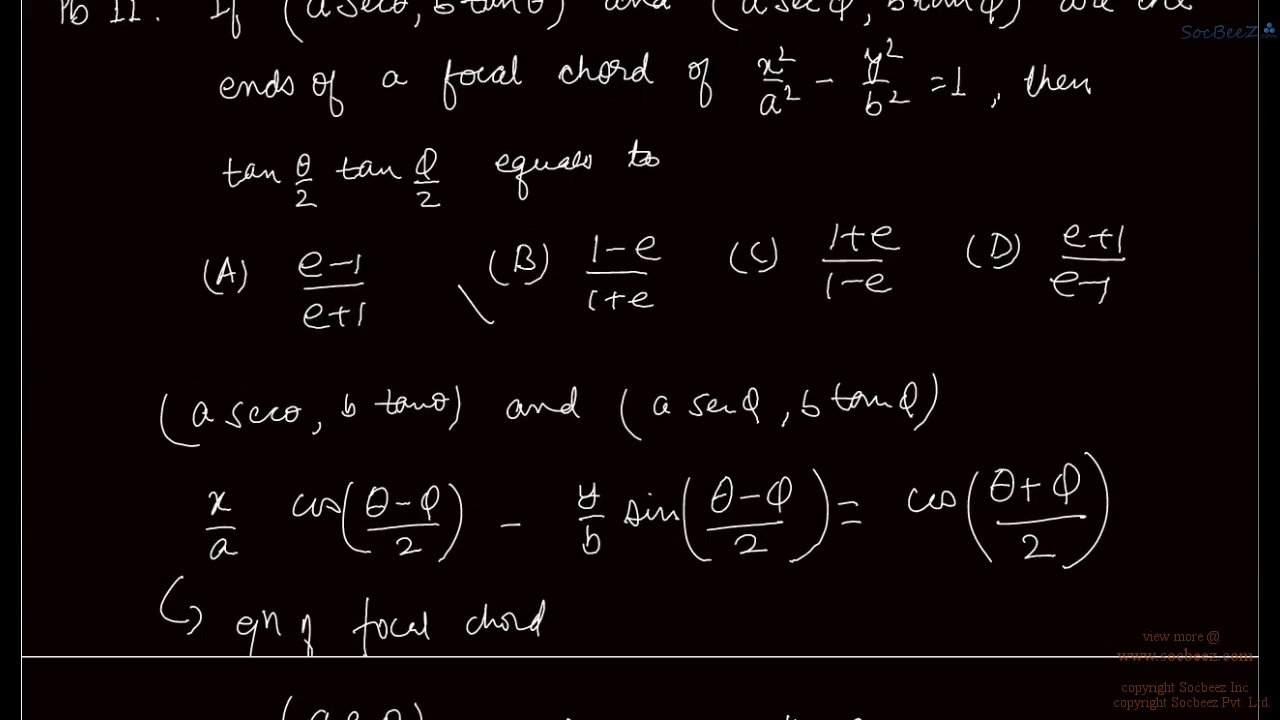 Pb 11. If (a secθ, b tanθ) and (a secφ, b tanφ) are the
SocBeeZ
ends of a focal chord of x²/a² - y²/b² = 1, then
tan θ/2 tan φ/2 equals to
(A) e-1/e+1 (B) 1-e/1+e (C) 1+e/1-e (D) e+1/e-1
(a secθ, b tanθ) and (a secφ, b tanφ)
x/a cos(θ-φ/2) - y/b sin(θ-φ/2) = cos(θ+φ/2)
↳ eqn of focal chord
view more @
www.socbeez.com
copyright Socbeez Inc.
copyright Socbeez Pvt. Ltd.